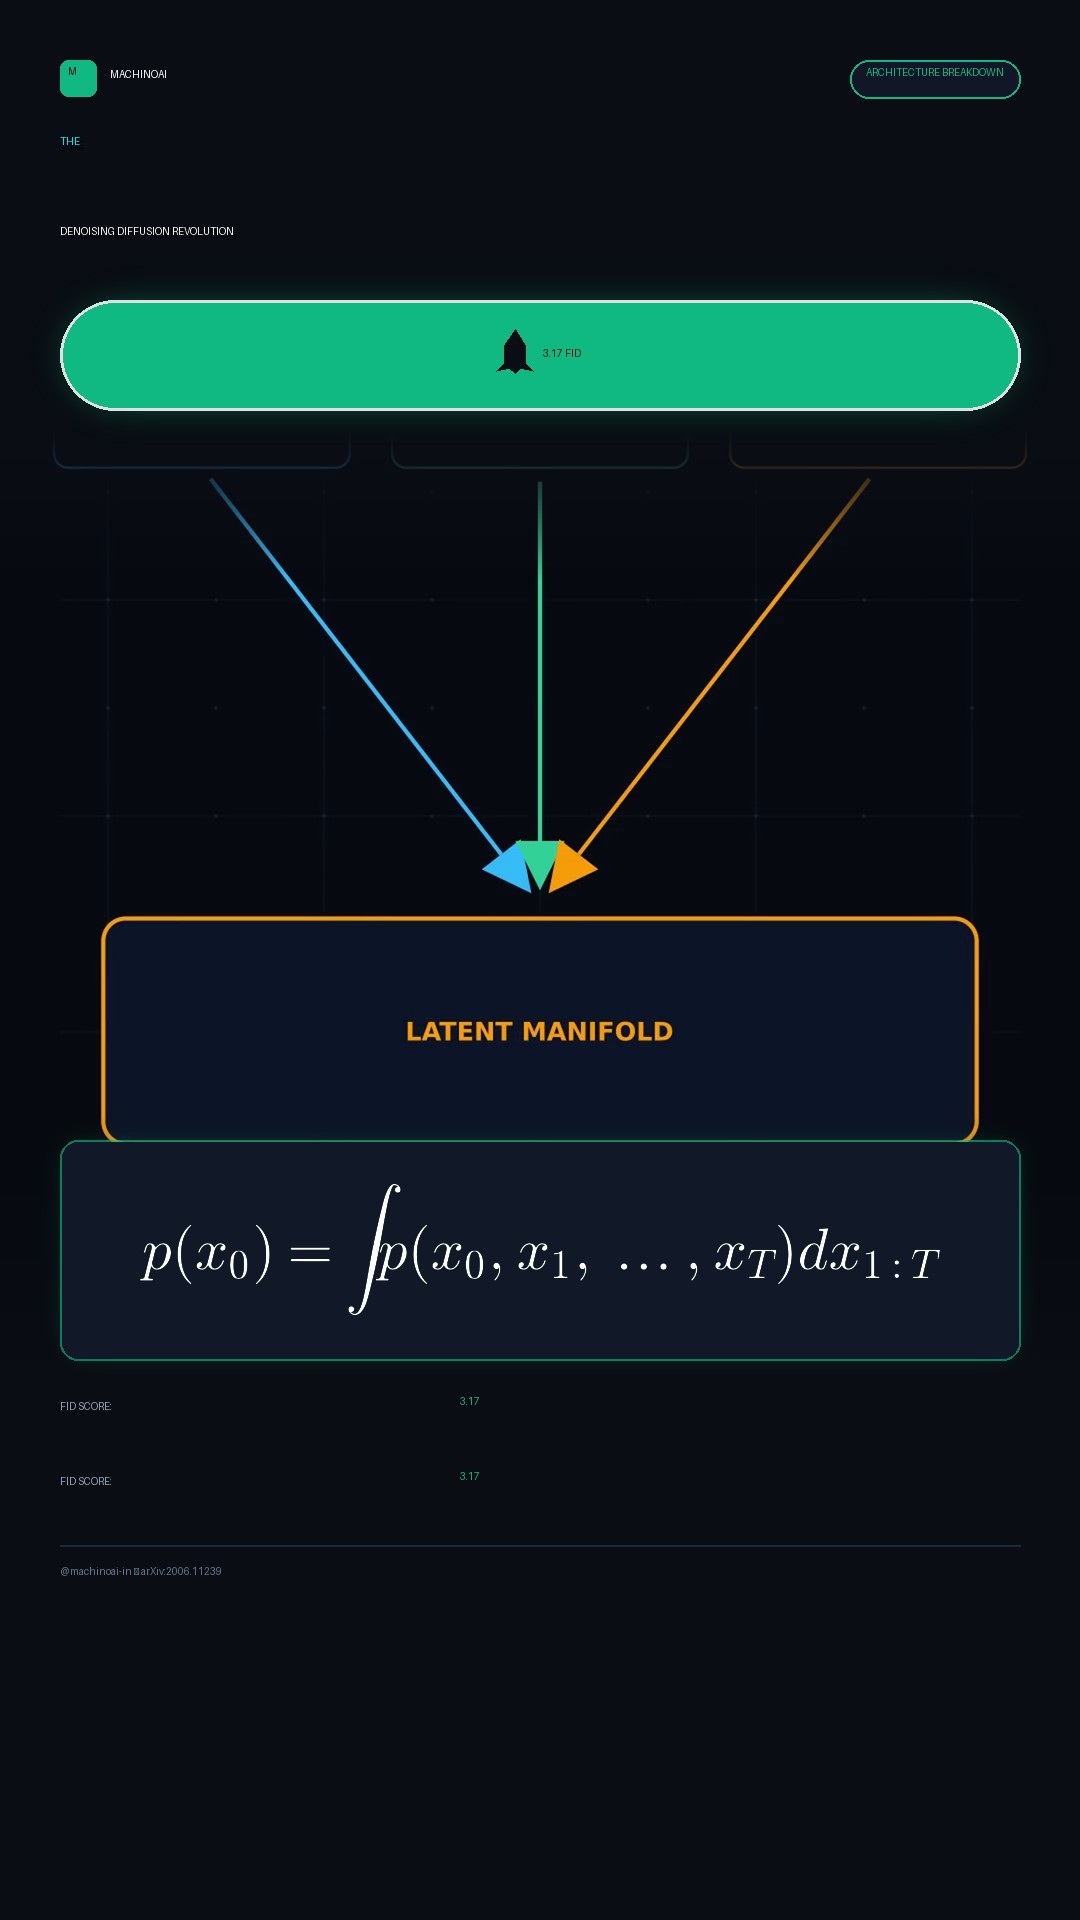 M
MACHINOAI
ARCHITECTURE BREAKDOWN
THE
DENOISING DIFFUSION REVOLUTION
3.17 FID
LATENT MANIFOLD
p(x₀) = ∫p(x₀, x₁, ... , x_T)dx₁:T
FID SCORE: 3.17
FID SCORE: 3.17
@machinoai-in □ arXiv:2006.11239